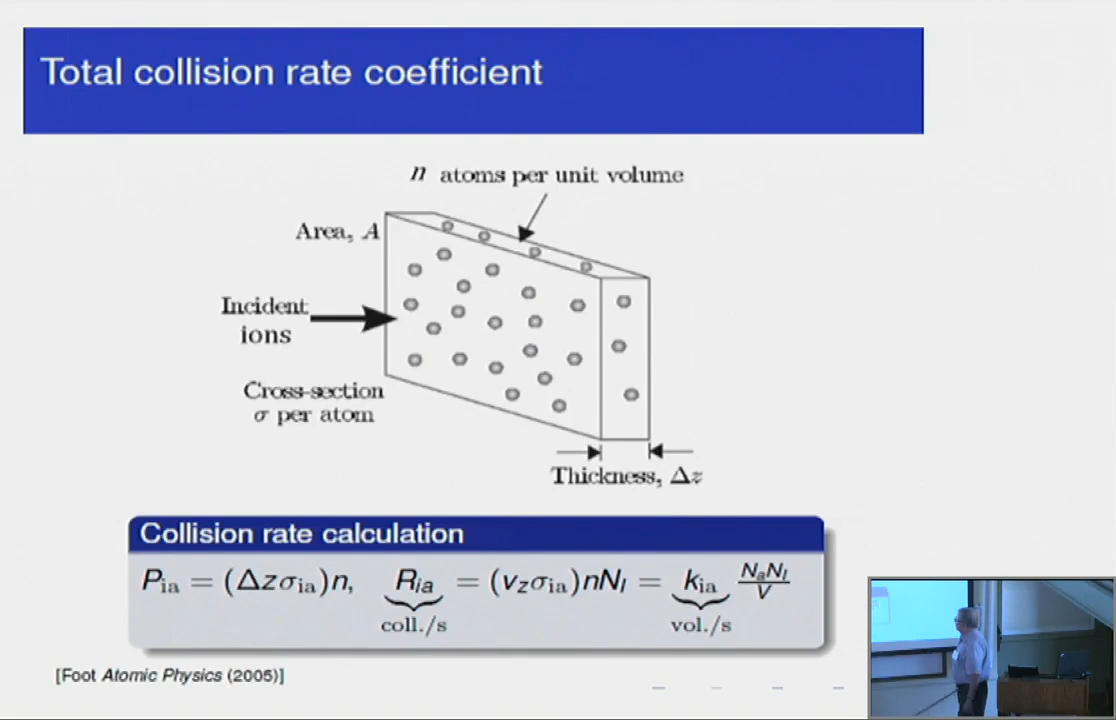 Total collision rate coefficient
n atoms per unit volume
Area, A
Incident
ions
Cross-section
σ per atom
Thickness, Δz
Collision rate calculation
P_ia = (Δzσ_ia)n, R_ia = (v_zσ_ia)nN_I = k_ia N_aN_I/V
coll./s vol./s
[Foot Atomic Physics (2005)]